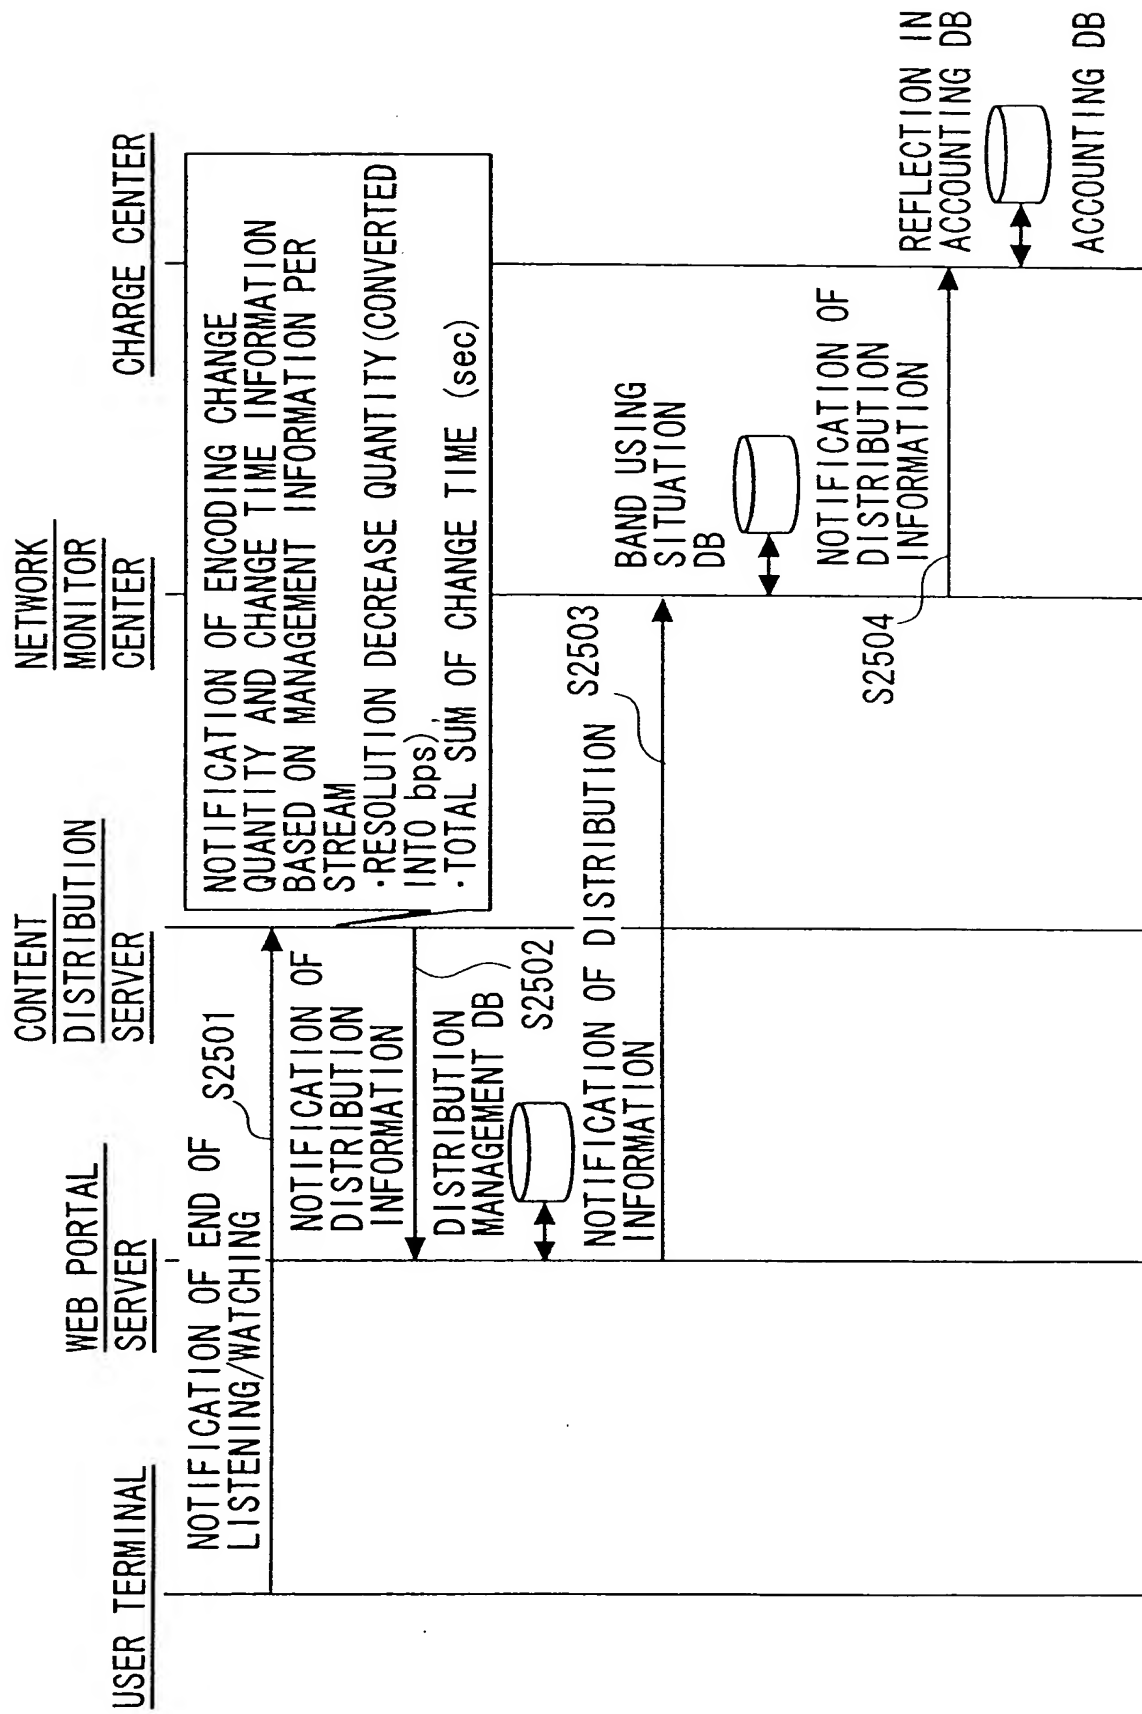 USER TERMINAL
WEB PORTAL
SERVER
CONTENT
DISTRIBUTION
SERVER
NETWORK
MONITOR
CENTER
CHARGE CENTER
NOTIFICATION OF END OF
LISTENING/WATCHING
S2501
NOTIFICATION OF ENCODING CHANGE
QUANTITY AND CHANGE TIME INFORMATION
BASED ON MANAGEMENT INFORMATION PER
STREAM
·RESOLUTION DECREASE QUANTITY(CONVERTED
INTO bps),
·TOTAL SUM OF CHANGE TIME (sec)
NOTIFICATION OF
DISTRIBUTION
INFORMATION
S2502
DISTRIBUTION
MANAGEMENT DB
NOTIFICATION OF DISTRIBUTION
INFORMATION
S2503
BAND USING
SITUATION
DB
NOTIFICATION OF
DISTRIBUTION
INFORMATION
S2504
REFLECTION IN
ACCOUNTING DB
ACCOUNTING DB